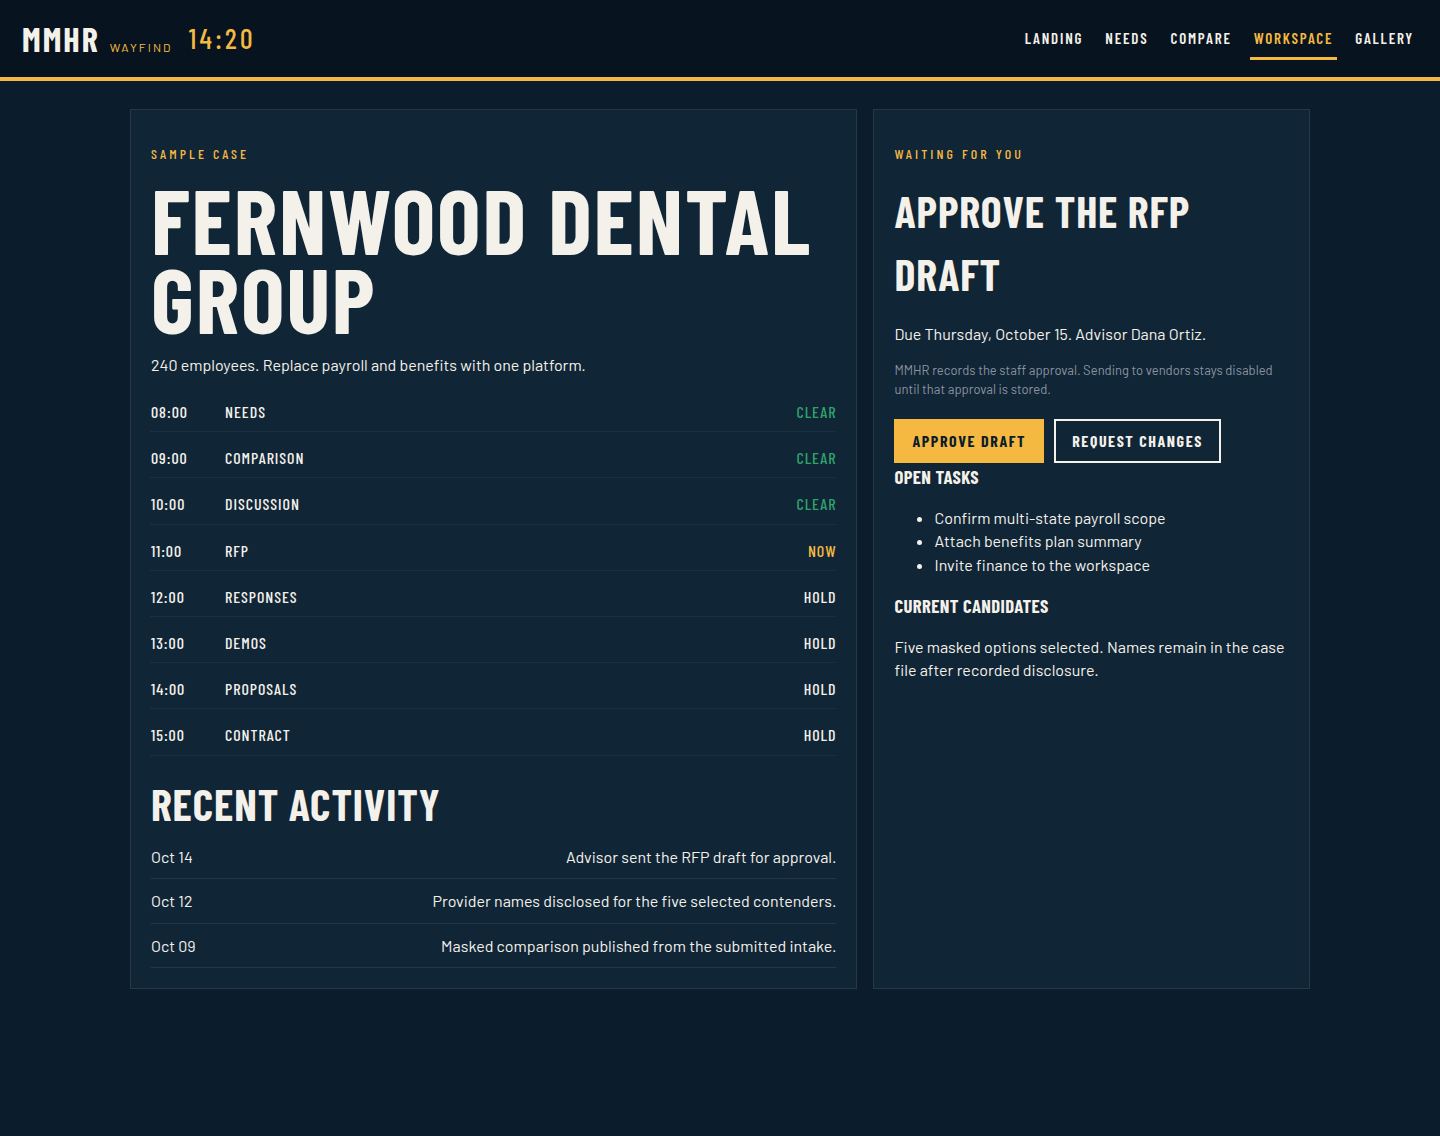 MMHR WAYFIND 14:20
LANDING NEEDS COMPARE WORKSPACE GALLERY
SAMPLE CASE
FERNWOOD DENTAL
GROUP
240 employees. Replace payroll and benefits with one platform.
08:00 NEEDS CLEAR
09:00 COMPARISON CLEAR
10:00 DISCUSSION CLEAR
11:00 RFP NOW
12:00 RESPONSES HOLD
13:00 DEMOS HOLD
14:00 PROPOSALS HOLD
15:00 CONTRACT HOLD
RECENT ACTIVITY
Oct 14 Advisor sent the RFP draft for approval.
Oct 12 Provider names disclosed for the five selected contenders.
Oct 09 Masked comparison published from the submitted intake.
WAITING FOR YOU
APPROVE THE RFP
DRAFT
Due Thursday, October 15. Advisor Dana Ortiz.
MMHR records the staff approval. Sending to vendors stays disabled
until that approval is stored.
APPROVE DRAFT REQUEST CHANGES
OPEN TASKS
• Confirm multi-state payroll scope
• Attach benefits plan summary
• Invite finance to the workspace
CURRENT CANDIDATES
Five masked options selected. Names remain in the case
file after recorded disclosure.